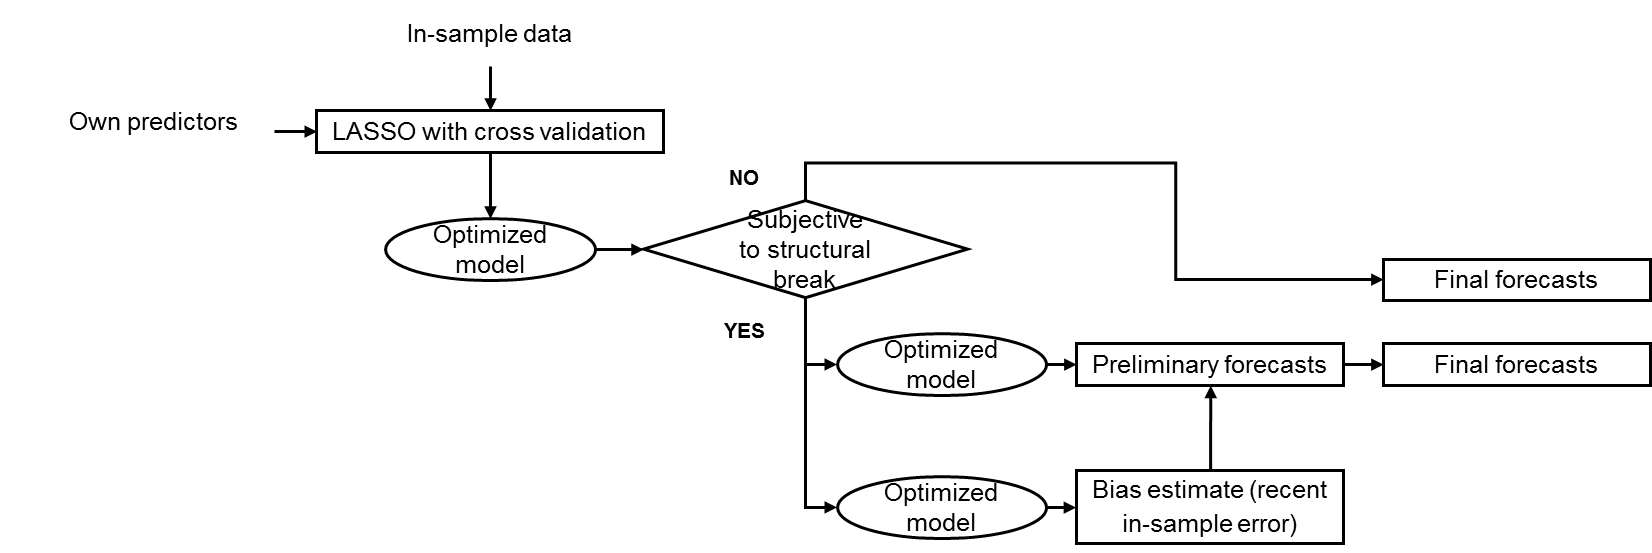 In-sample data
Own predictors
LASSO with cross validation
NO
Optimized
model
Subjective
to structural
break
Final forecasts
YES
Optimized
model
Preliminary forecasts
Final forecasts
Optimized
model
Bias estimate (recent
in-sample error)